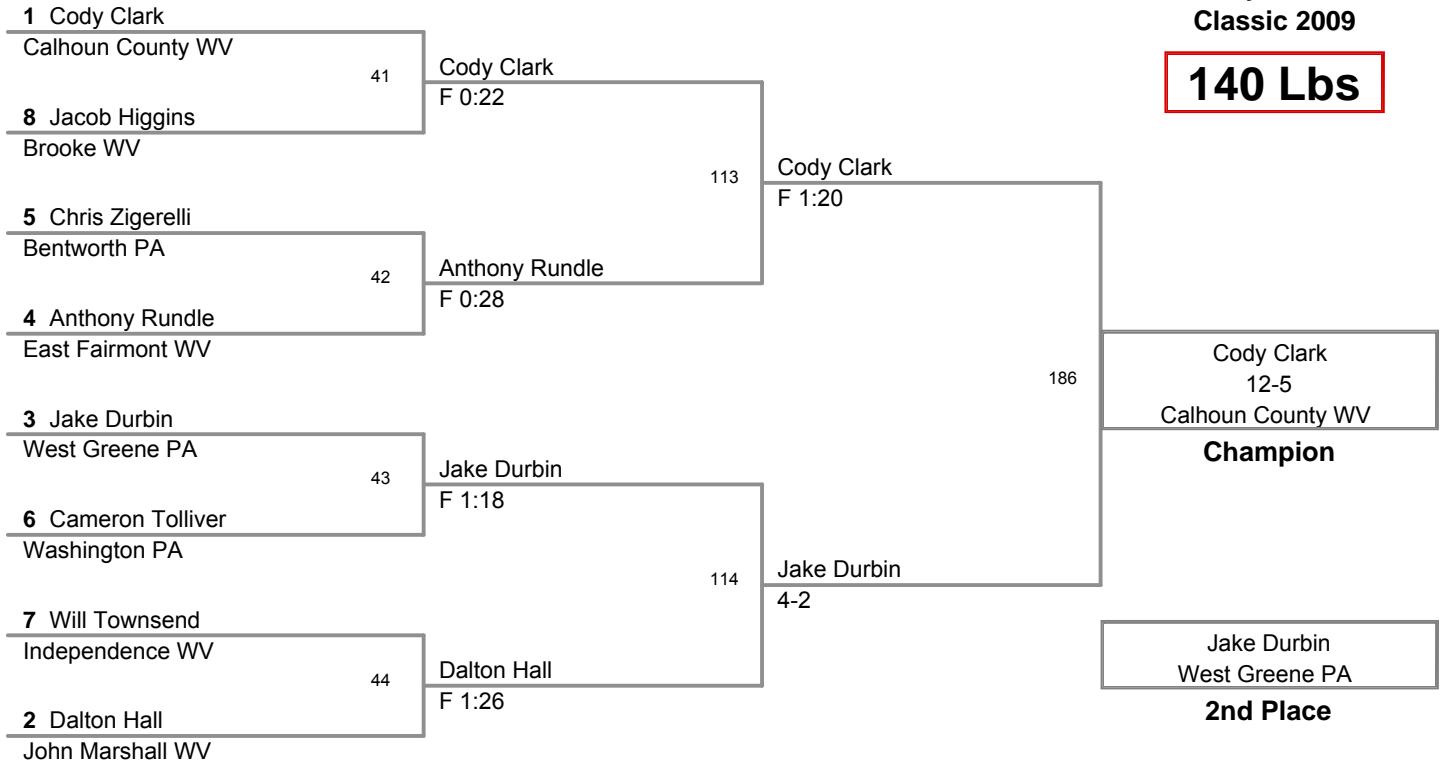 1 Cody Clark
Calhoun County WV
41
Cody Clark
F 0:22
8 Jacob Higgins
Brooke WV
113
Cody Clark
F 1:20
5 Chris Zigerelli
Bentworth PA
42
Anthony Rundle
F 0:28
4 Anthony Rundle
East Fairmont WV
186
Cody Clark
12-5
Calhoun County WV
Champion
3 Jake Durbin
West Greene PA
43
Jake Durbin
F 1:18
6 Cameron Tolliver
Washington PA
114
Jake Durbin
4-2
7 Will Townsend
Independence WV
44
Dalton Hall
F 1:26
2 Dalton Hall
John Marshall WV
Jake Durbin
West Greene PA
2nd Place
Classic 2009
140 Lbs